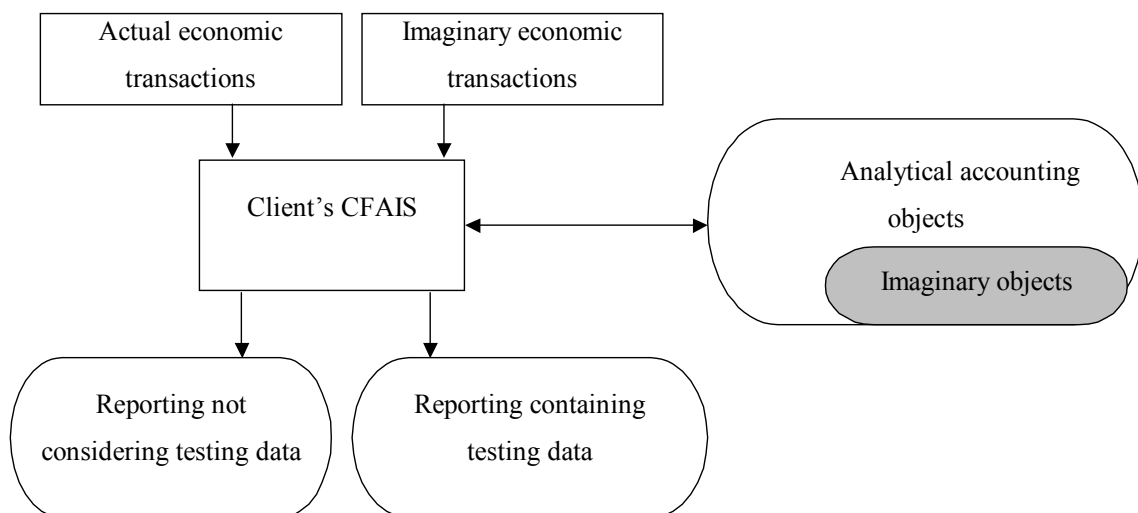 Actual economic
transactions
Imaginary economic
transactions
Client’s CFAIS
Analytical accounting
objects
Imaginary objects
Reporting not
considering testing data
Reporting containing
testing data